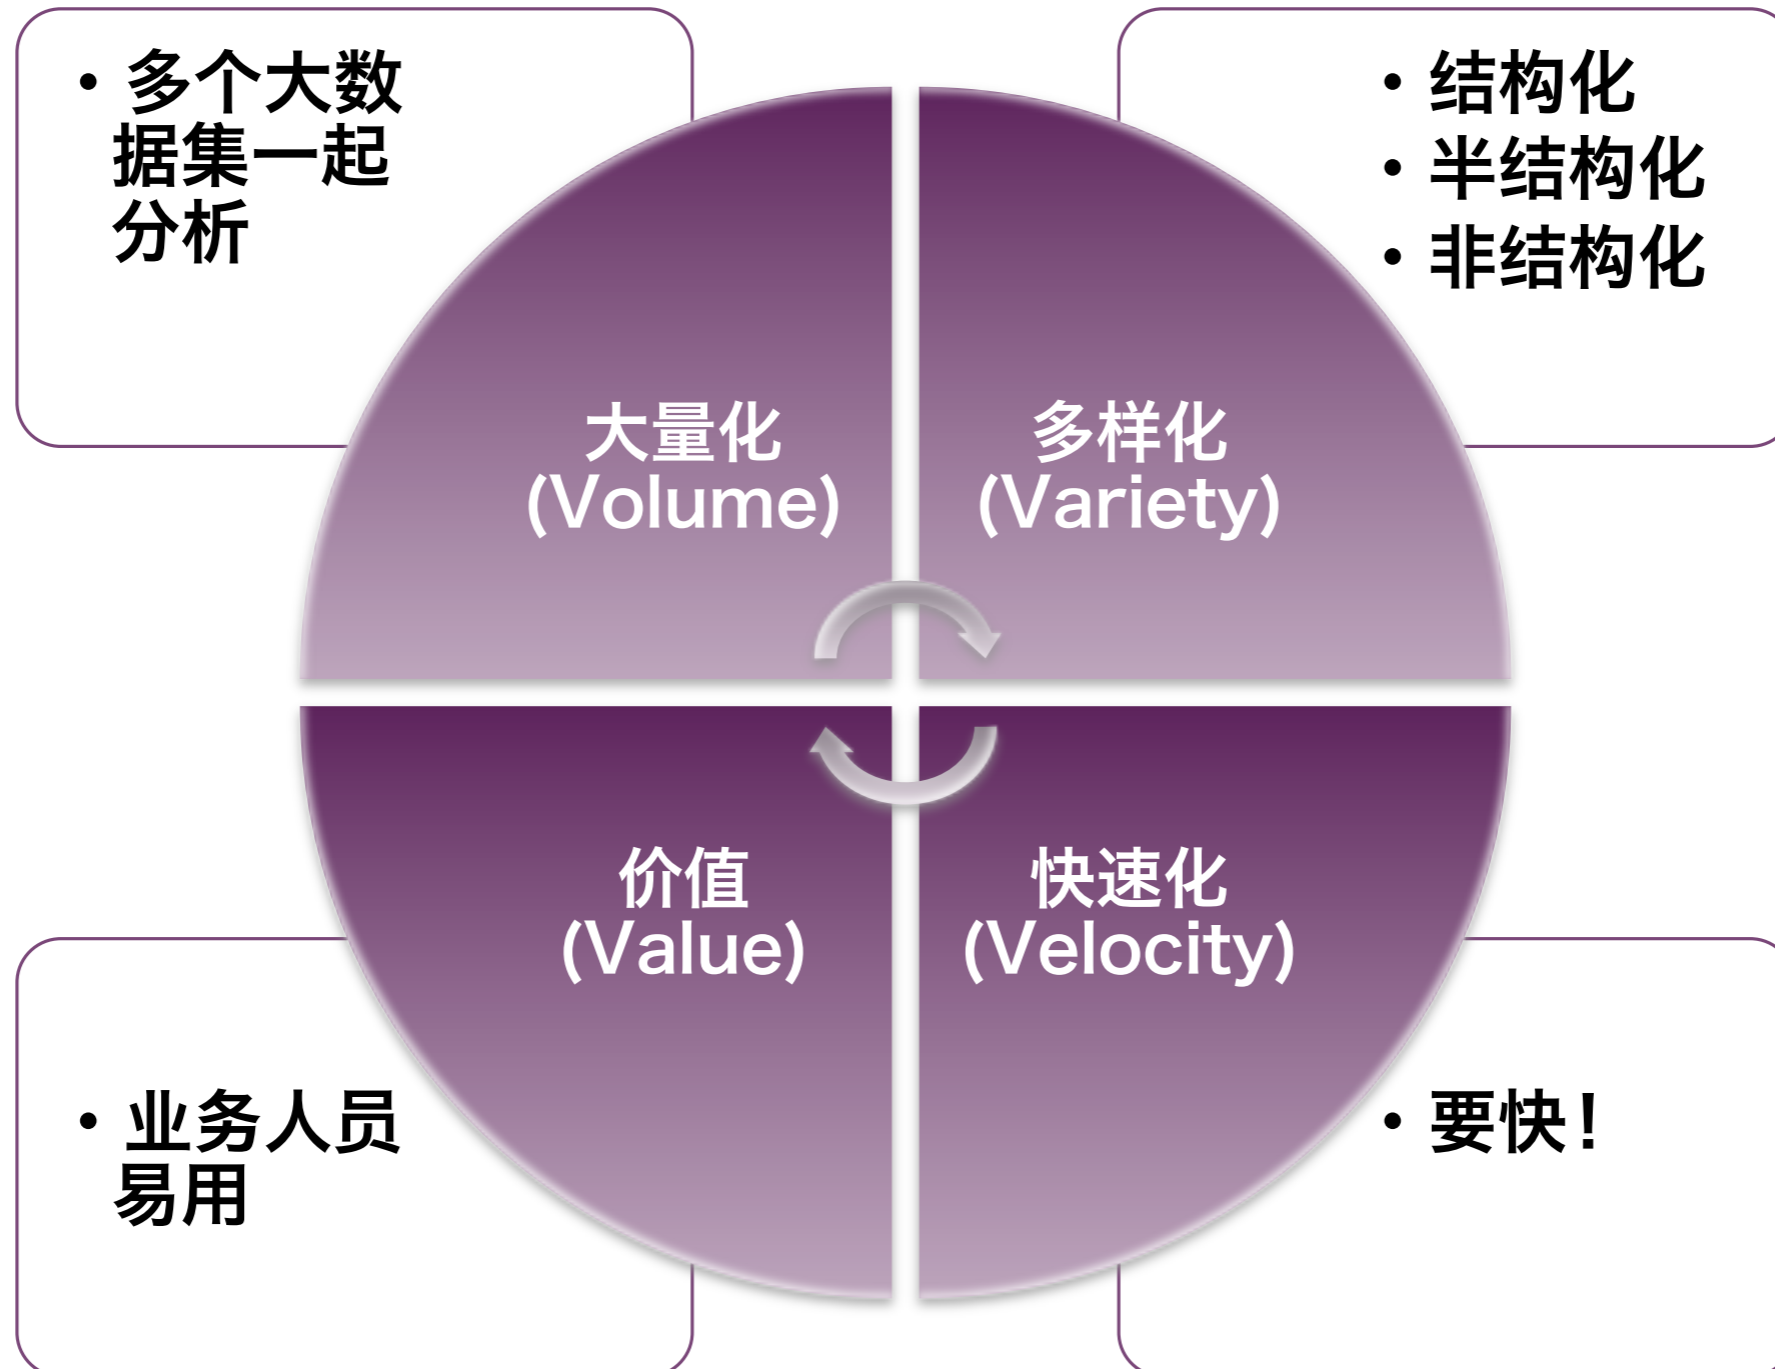 • 多个大数
据集一起
分析
• 结构化
• 半结构化
• 非结构化
大量化
(Volume)
多样化
(Variety)
价值
(Value)
快速化
(Velocity)
• 业务人员
易用
• 要快！